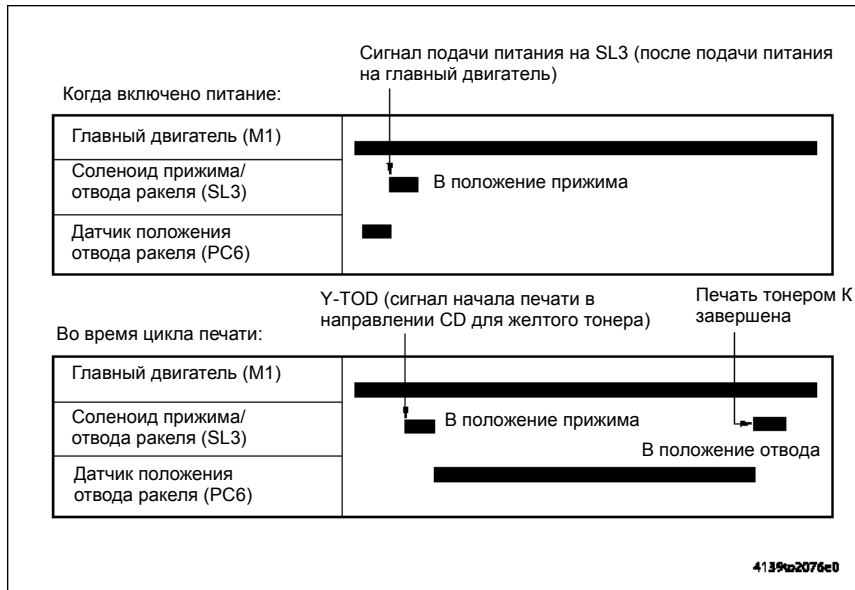 Сигнал подачи питания на SL3 (после подачи питания
на главный двигатель)
Когда включено питание:
Главный двигатель (M1)
Соленоид прижима/
отвода ракеля (SL3)
В положение прижима
Датчик положения
отвода ракеля (PC6)
Y-TOD (сигнал начала печати в
направлении CD для желтого тонера)
Печать тонером К
завершена
Во время цикла печати:
Главный двигатель (M1)
Соленоид прижима/
отвода ракеля (SL3)
В положение прижима
В положение отвода
Датчик положения
отвода ракеля (PC6)
4139to2076e0